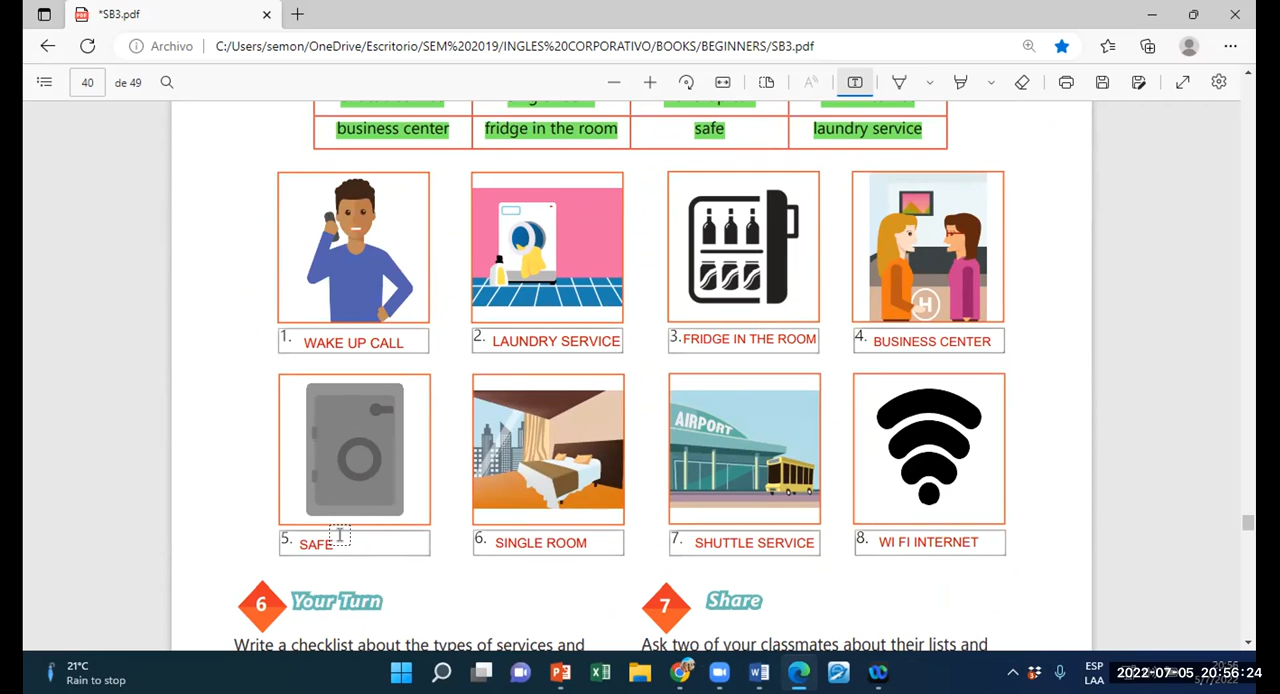 *SB3.pdf
Archivo
C:/Users/semon/OneDrive/Escritorio/SEM%202019/INGLES%20CORPORATIVO/BOOKS/BEGINNERS/SB3.pdf
40 de 49
business center
fridge in the room
safe
laundry service
H
1. WAKE UP CALL
2. LAUNDRY SERVICE
3. FRIDGE IN THE ROOM
4. BUSINESS CENTER
AIRPORT
5. SAFE
6. SINGLE ROOM
7. SHUTTLE SERVICE
8. WI FI INTERNET
6 Your Turn
7 Share
Write a checklist about the types of services and
Ask two of your classmates about their lists and
21°C
Rain to stop
ESP
LAA
2022-07-05, 20:56:24